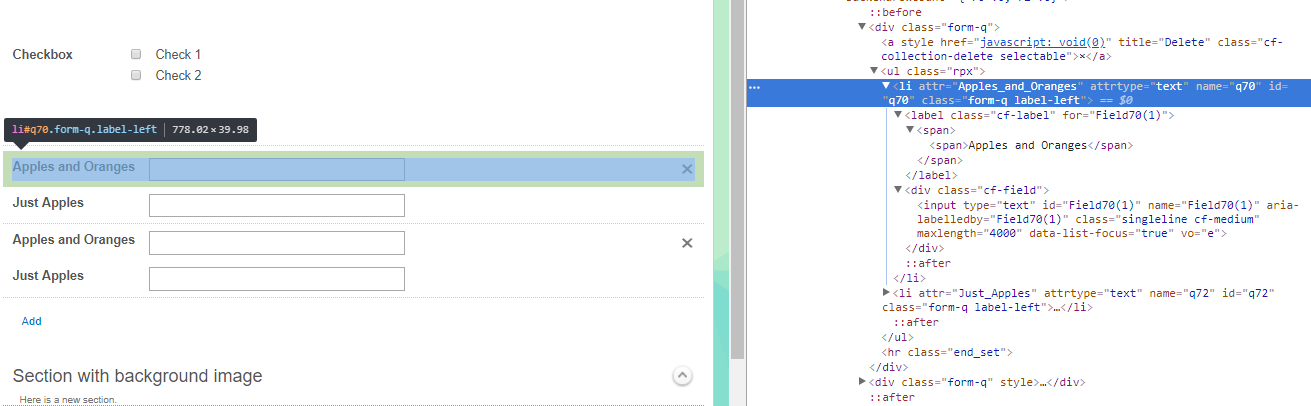 ::before
<div class="form-q">
<a style href="javascript: void(0)" title="Delete" class="cf-
collection-delete selectable">×</a>
<ul class="rpx">
<li attr="Apples_and_Oranges" attrtype="text" name="q70" id=
"q70" class="form-q label-left"> == $0
<label class="cf-label" for="Field70(1)">
<span>
<span>Apples and Oranges</span>
</span>
</label>
<div class="cf-field">
<input type="text" id="Field70(1)" name="Field70(1)" aria-
labelledby="Field70(1)" class="singleline cf-medium"
maxlength="4000" data-list-focus="true" vo="e">
</div>
::after
</li>
<li attr="Just_Apples" attrtype="text" name="q72" id="q72"
class="form-q label-left">…</li>
::after
</ul>
<hr class="end_set">
</div>
<div class="form-q" style>…</div>
::after
Checkbox
Check 1
Check 2
li#q70.form-q.label-left | 778.02×39.98
Apples and Oranges
Just Apples
Apples and Oranges
Just Apples
Add
Section with background image
Here is a new section.